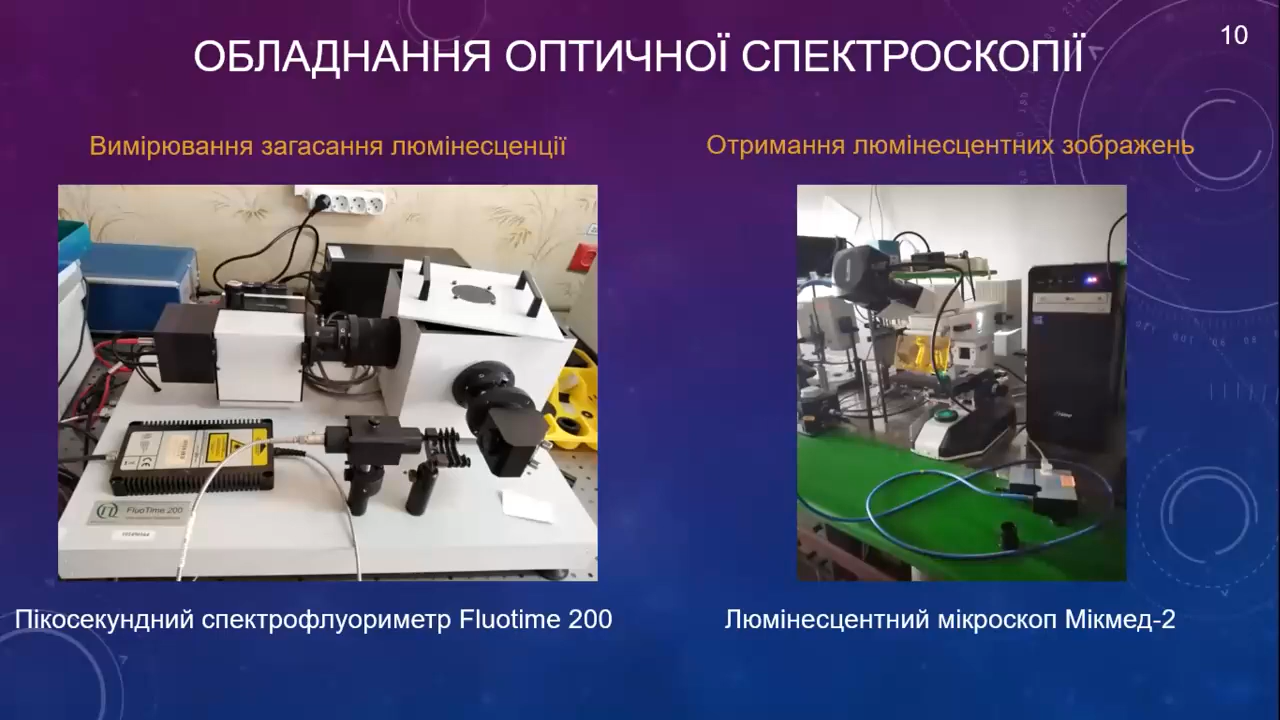 10
ОБЛАДНАННЯ ОПТИЧНОЇ СПЕКТРОСКОПІЇ
Вимірювання загасання люмінесценції
Отримання люмінесцентних зображень
FluoTime 200
Пікосекундний спектрофлуориметр Fluotime 200
Люмінесцентний мікроскоп Мікмед-2